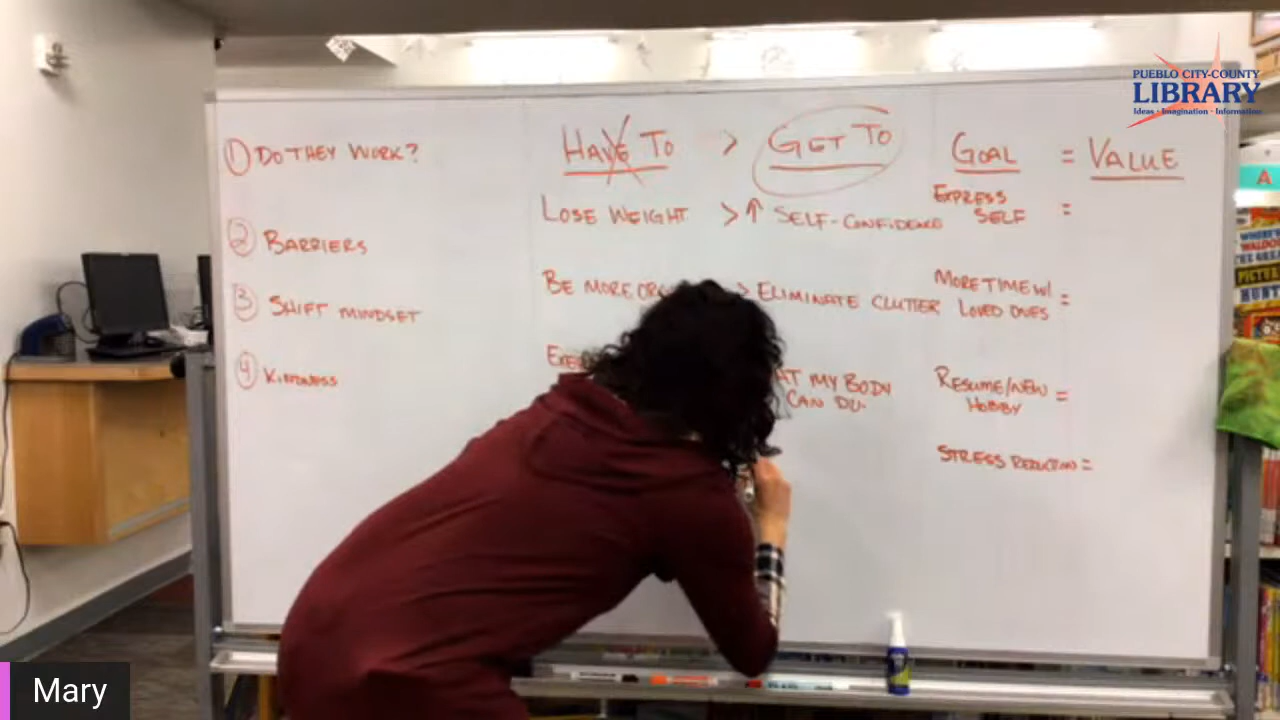 PUEBLO CITY-COUNTY
LIBRARY
Ideas • Imagination • Information
① DO THEY WORK?
② BARRIERS
③ SHIFT MINDSET
④ KINDNESS
HAVE TO > GET TO
LOSE WEIGHT > ↑ SELF-CONFIDENCE
BE MORE > ELIMINATE CLUTTER
AT MY BODY
CAN DO.
GOAL = VALUE
EXPRESS
SELF =
MORE TIME W/
LOVED ONES =
RESUME/NEW
HOBBY =
STRESS REDUCTION =
A
PICTURE
HUNT
Mary